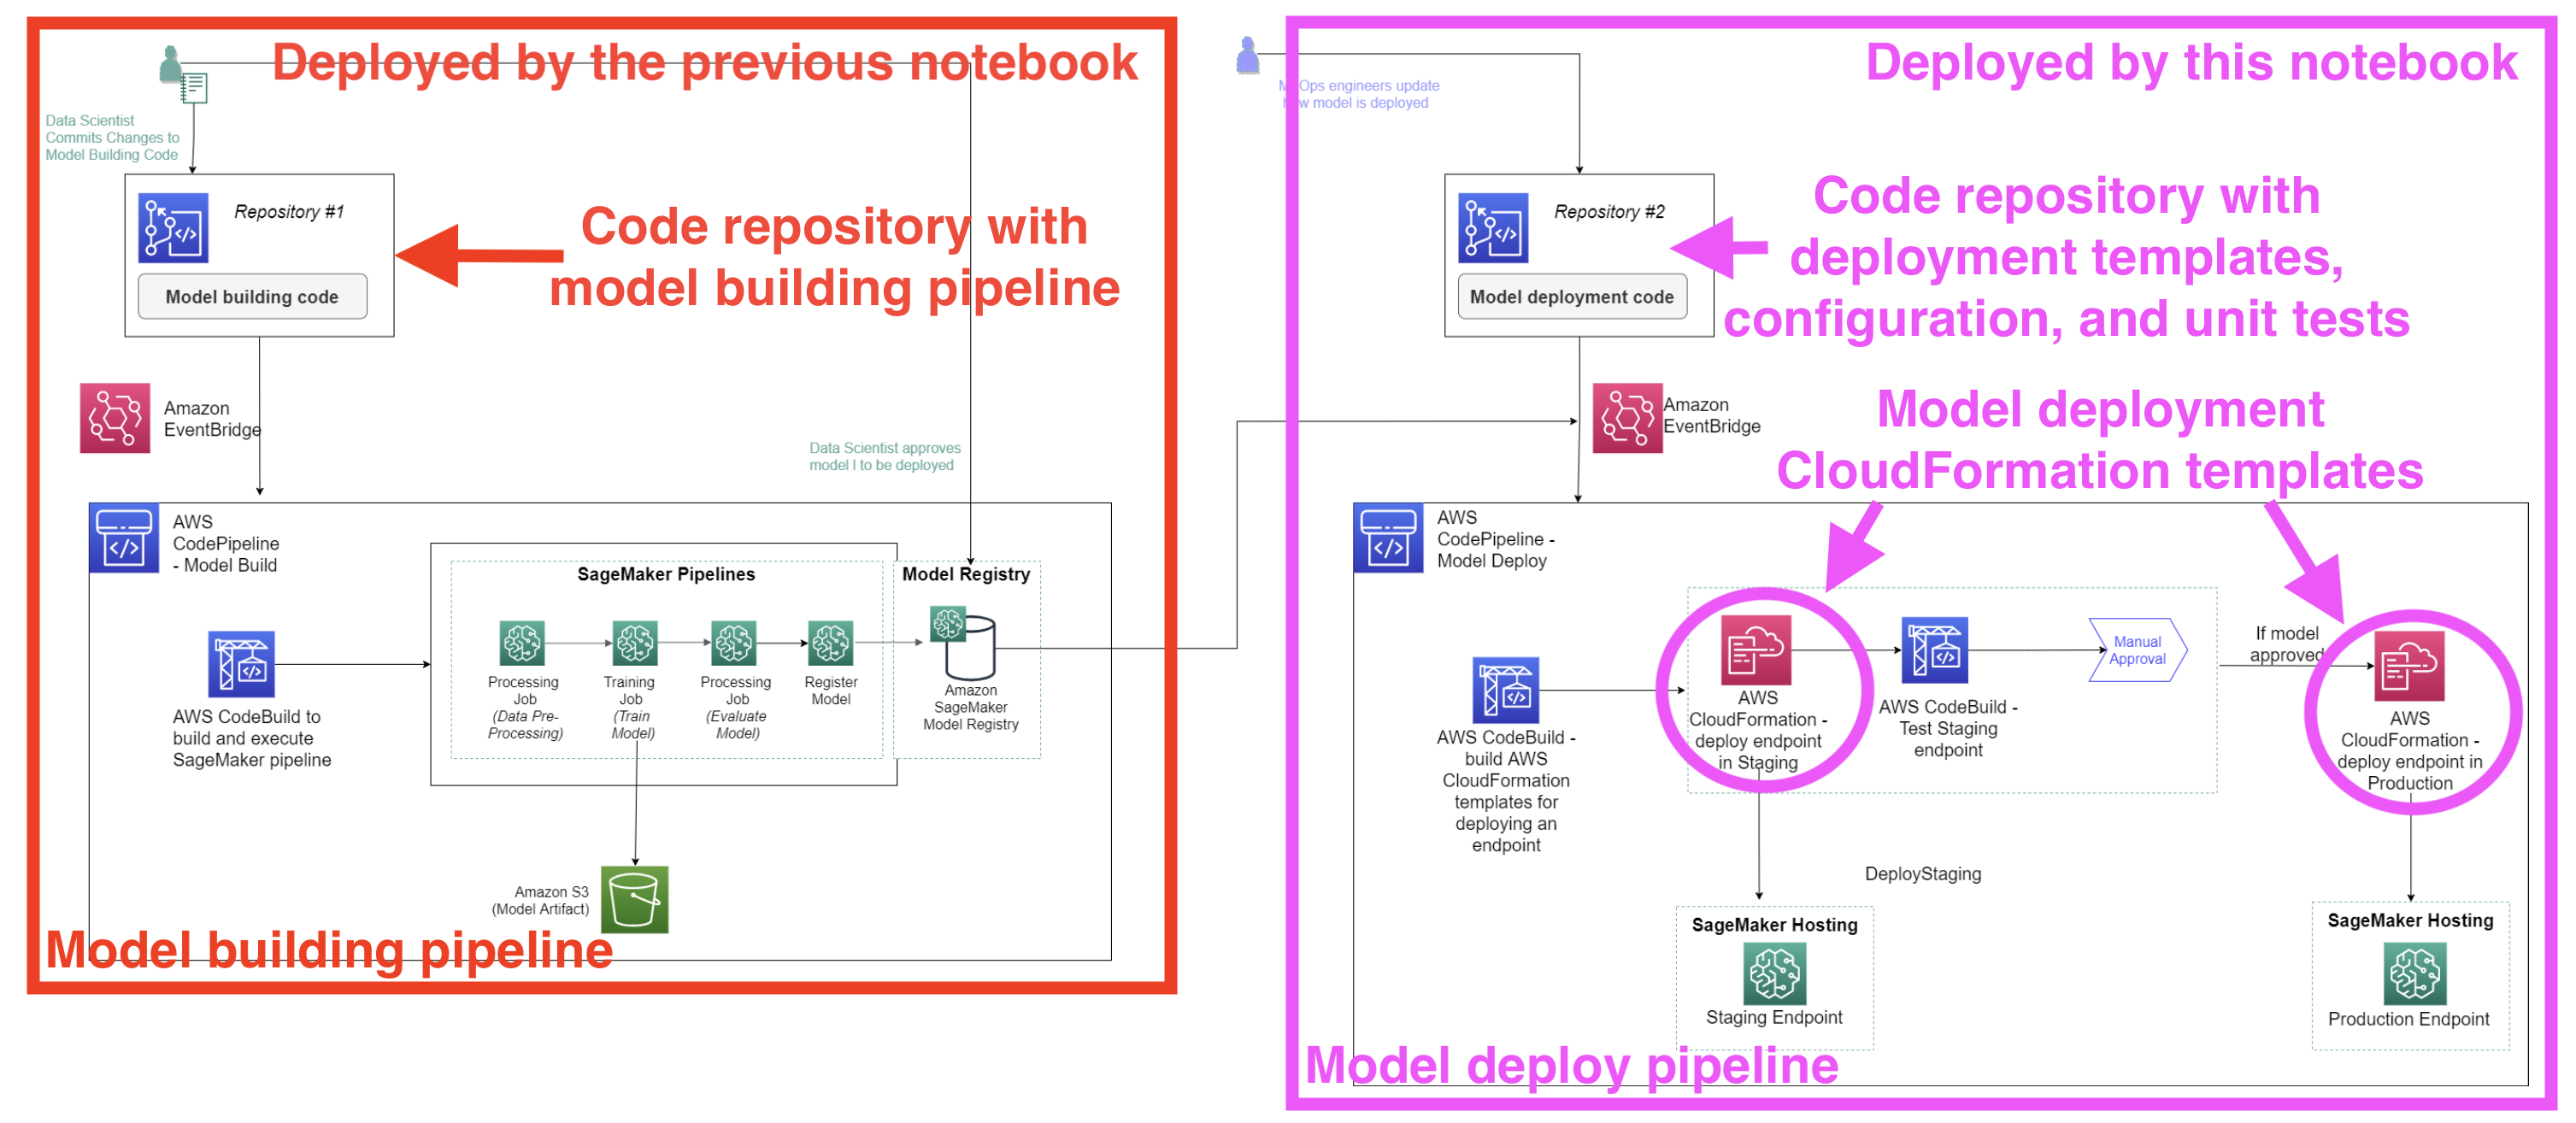 Deployed by the previous notebook
Data Scientist
Commits Changes to
Model Building Code
Repository #1
Model building code
Code repository with
model building pipeline
Amazon
EventBridge
Data Scientist approves
model I to be deployed
AWS
CodePipeline
- Model Build
SageMaker Pipelines
Model Registry
Processing
Job
(Data Pre-
Processing)
Training
Job
(Train
Model)
Processing
Job
(Evaluate
Model)
Register
Model
Amazon
SageMaker
Model Registry
AWS CodeBuild to
build and execute
SageMaker pipeline
Amazon S3
(Model Artifact)
Model building pipeline
Deployed by this notebook
engineers update
model is deployed
Repository #2
Model deployment code
Code repository with
deployment templates,
configuration, and unit tests
Amazon
EventBridge
Model deployment
CloudFormation templates
AWS
CodePipeline -
Model Deploy
AWS CodeBuild -
build AWS
CloudFormation
templates for
deploying an
endpoint
AWS
CloudFormation -
deploy endpoint
in Staging
AWS CodeBuild -
Test Staging
endpoint
Manual
Approval
If model
approved
AWS
CloudFormation -
deploy endpoint in
Production
DeployStaging
SageMaker Hosting
Staging Endpoint
SageMaker Hosting
Production Endpoint
Model deploy pipeline